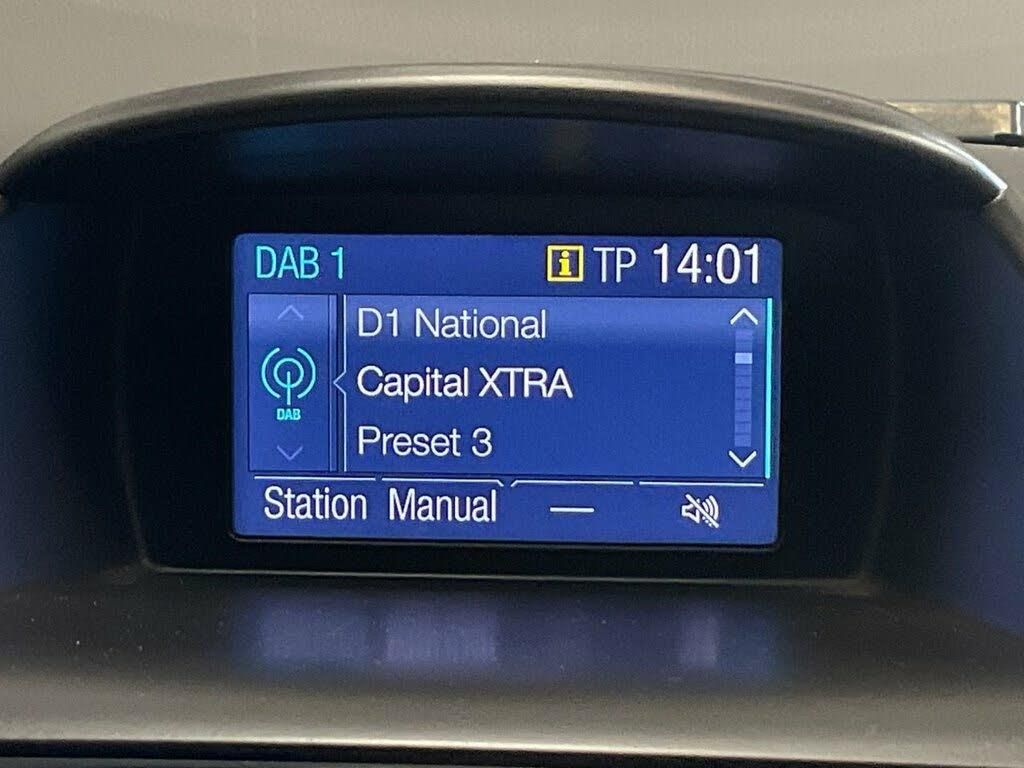 DAB 1 i TP 14:01
D1 National
DAB Capital XTRA
Preset 3
Station Manual —